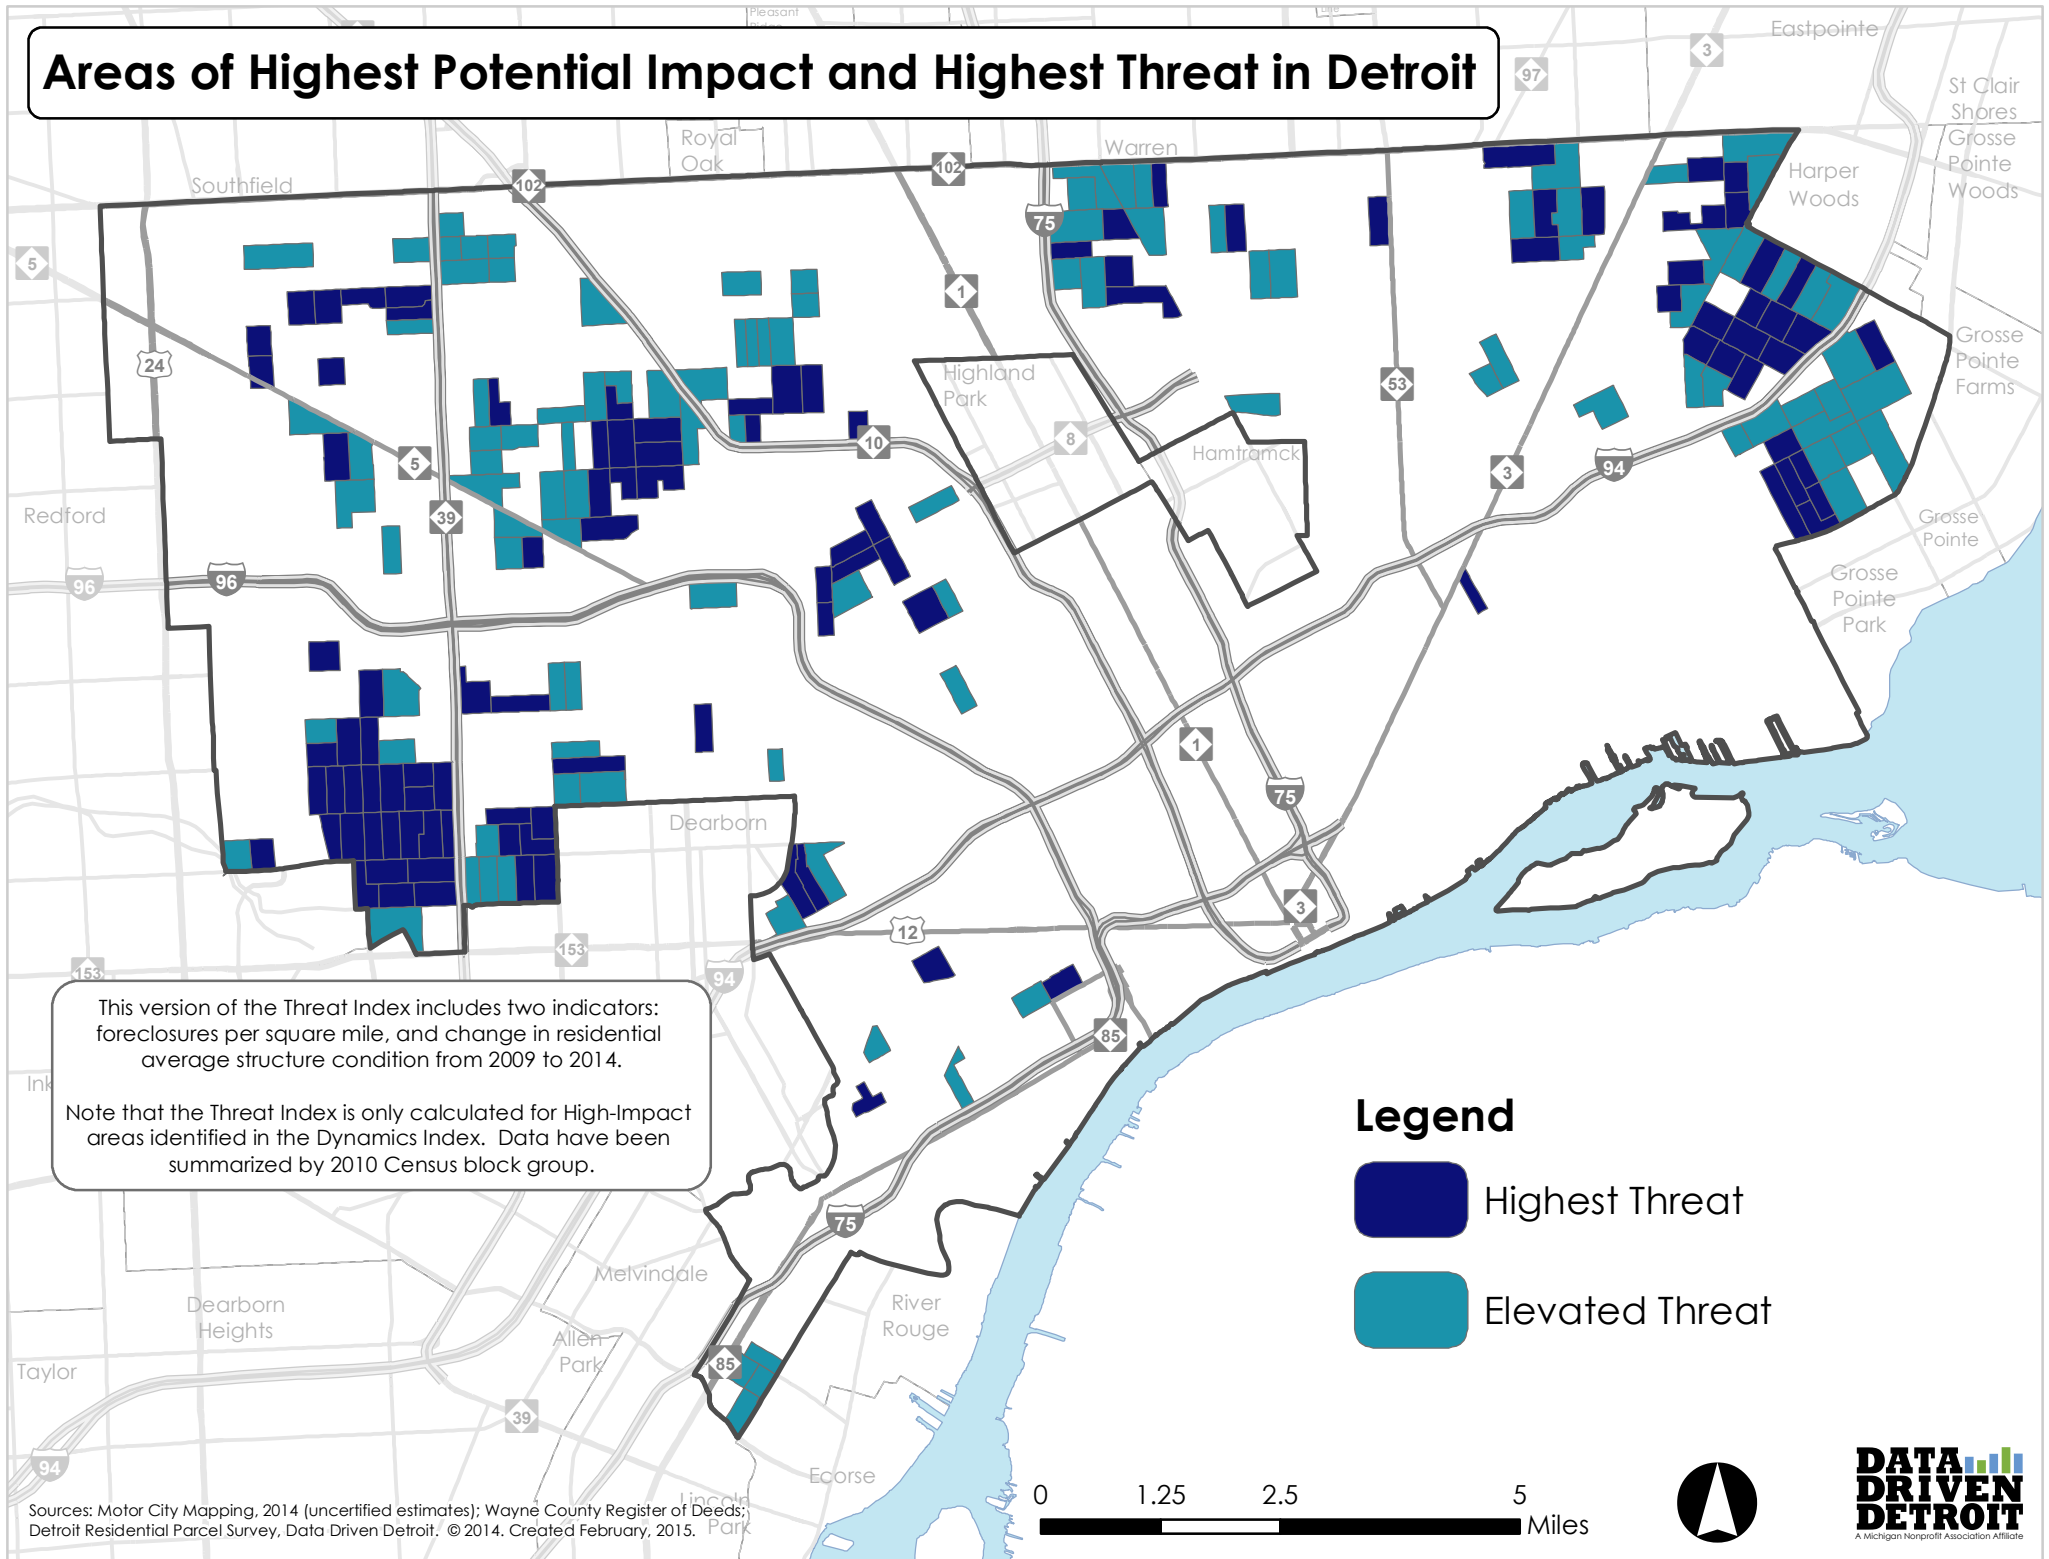 Pleasant
Eastpointe
3
97
Areas of Highest Potential Impact and Highest Threat in Detroit
St Clair
Shores
Royal
Oak
Warren
Grosse
Pointe
Woods
Harper
Woods
Southfield
102
102
75
5
1
24
Highland
Park
53
Grosse
Pointe
Farms
10
8
Hamtramck
5
3
94
39
Redford
Grosse
Pointe
96
96
Grosse
Pointe
Park
1
75
Dearborn
3
12
153
153
94
This version of the Threat Index includes two indicators:
foreclosures per square mile, and change in residential
average structure condition from 2009 to 2014.
Note that the Threat Index is only calculated for High-Impact
areas identified in the Dynamics Index. Data have been
summarized by 2010 Census block group.
Ink
85
Legend
Highest Threat
Elevated Threat
75
Melvindale
Dearborn
Heights
River
Rouge
Allen
Park
Taylor
85
39
94
Ecorse
Lincoln
Park
Sources: Motor City Mapping, 2014 (uncertified estimates); Wayne County Register of Deeds;
Detroit Residential Parcel Survey, Data Driven Detroit. © 2014. Created February, 2015.
0 1.25 2.5 5
Miles
DATA
DRIVEN
DETROIT
A Michigan Nonprofit Association Affiliate